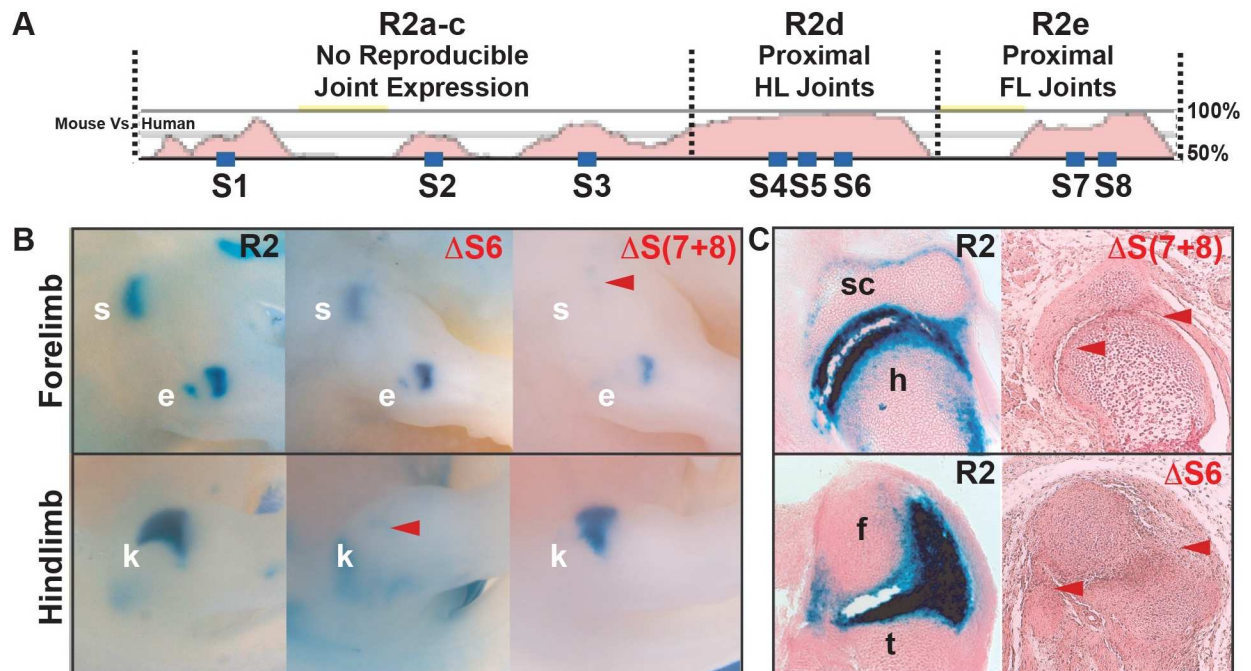 A
R2a-c
No Reproducible
Joint Expression
R2d
Proximal
HL Joints
R2e
Proximal
FL Joints
Mouse Vs. Human
100%
50%
S1 S2 S3 S4 S5 S6 S7 S8
B
Forelimb
R2
s
e
ΔS6
s
e
ΔS(7+8)
s
e
Hindlimb
k
k
k
C
R2
sc
h
ΔS(7+8)
R2
f
t
ΔS6